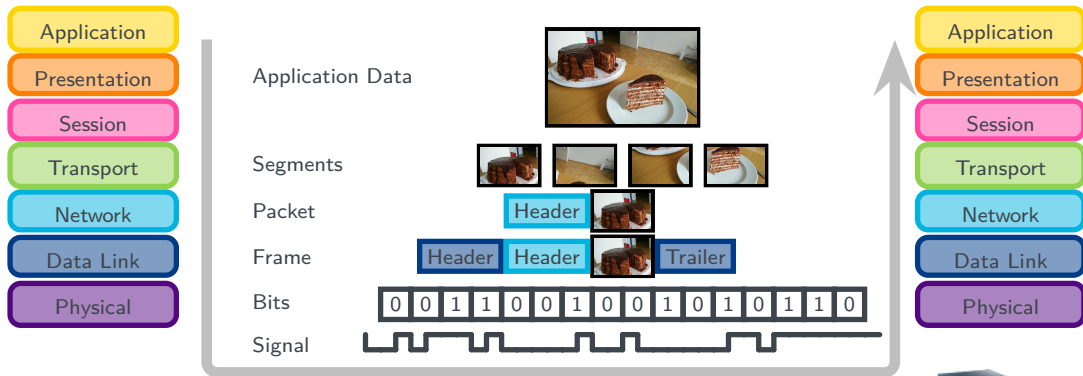 Application
Presentation
Session
Transport
Network
Data Link
Physical
Application Data
Segments
Packet
Header
Frame
Header Header Trailer
Bits
0 0 1 1 0 0 1 0 0 1 0 1 0 1 1 0
Signal
Application
Presentation
Session
Transport
Network
Data Link
Physical